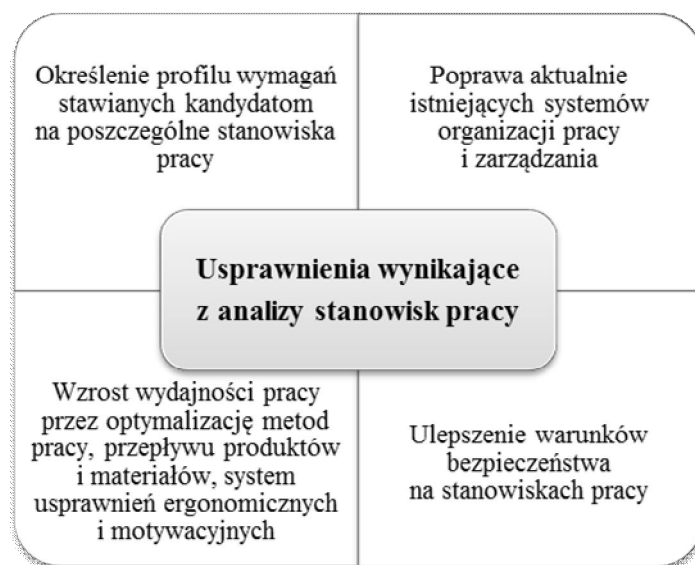 Określenie profilu wymagań
stawianych kandydatom
na poszczególne stanowiska
pracy
Poprawa aktualnie
istniejących systemów
organizacji pracy
i zarządzania
Usprawnienia wynikające
z analizy stanowisk pracy
Wzrost wydajności pracy
przez optymalizację metod
pracy, przepływu produktów
i materiałów, system
usprawnień ergonomicznych
i motywacyjnych
Ulepszenie warunków
bezpieczeństwa
na stanowiskach pracy